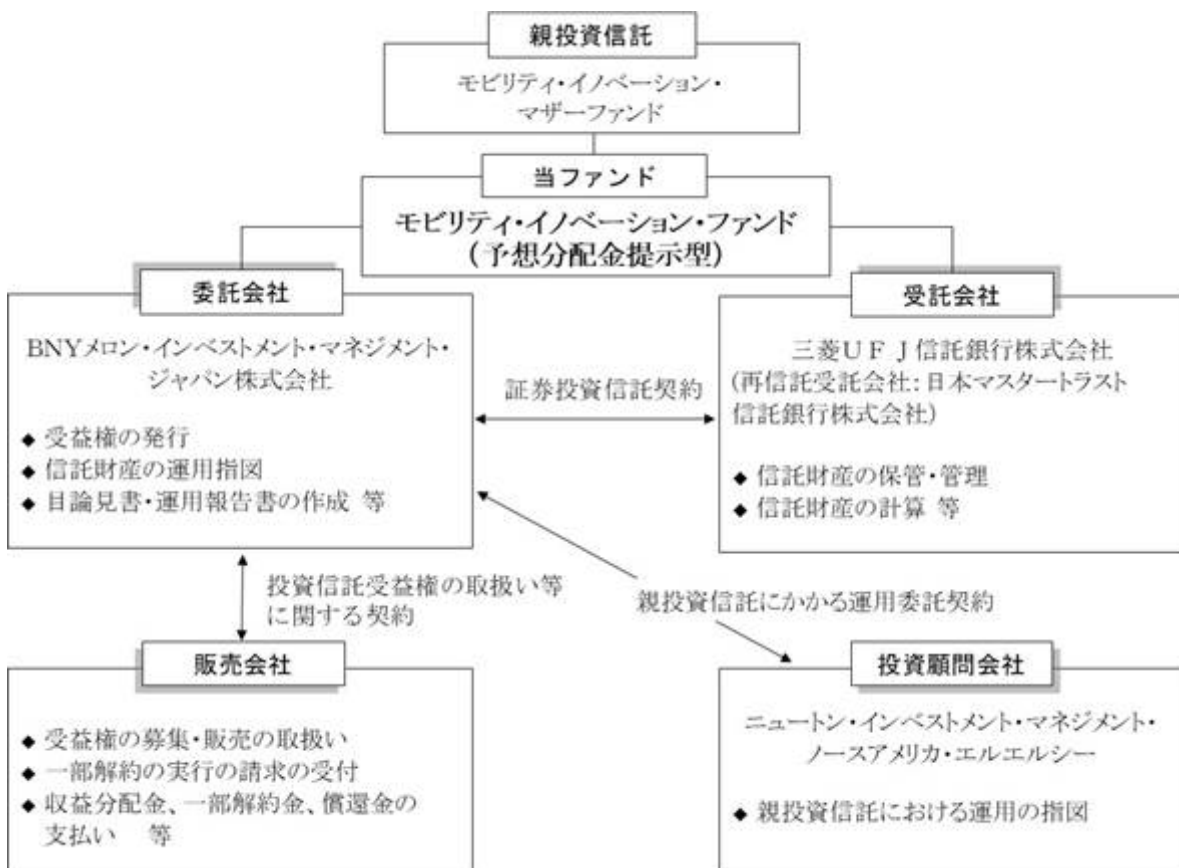 親投資信託
モビリティ・イノベーション・
マザーファンド
当ファンド
モビリティ・イノベーション・ファンド
(予想分配金提示型)
委託会社
BNYメロン・インベストメント・マネジメント・
ジャパン株式会社
◆ 受益権の発行
◆ 信託財産の運用指図
◆ 目論見書・運用報告書の作成 等
証券投資信託契約
受託会社
三菱UFJ信託銀行株式会社
(再信託受託会社:日本マスタートラスト
信託銀行株式会社)
◆ 信託財産の保管・管理
◆ 信託財産の計算 等
投資信託受益権の取扱い等
に関する契約
親投資信託にかかる運用委託契約
販売会社
◆ 受益権の募集・販売の取扱い
◆ 一部解約の実行の請求の受付
◆ 収益分配金、一部解約金、償還金の
支払い 等
投資顧問会社
ニュートン・インベストメント・マネジメント・
ノースアメリカ・エルエルシー
◆ 親投資信託における運用の指図